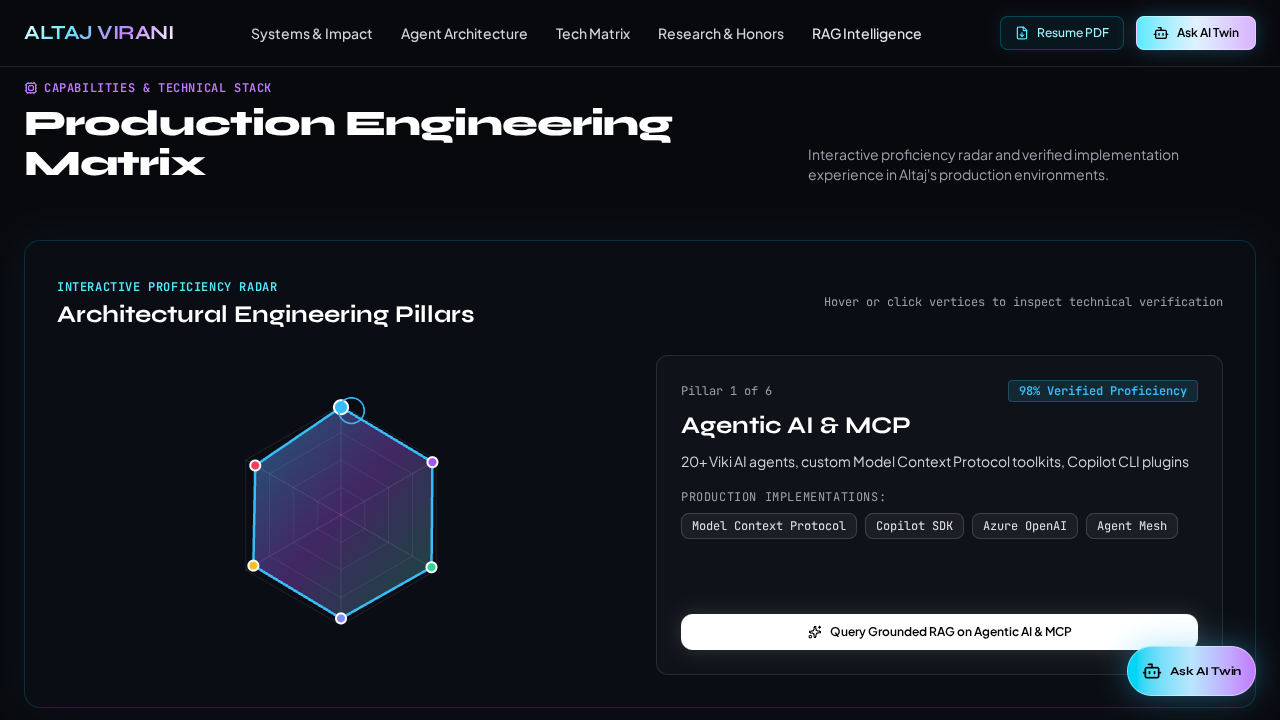 ALTAJ VIRANI
Systems & Impact
Agent Architecture
Tech Matrix
Research & Honors
RAG Intelligence
Resume PDF
Ask AI Twin
CAPABILITIES & TECHNICAL STACK
Production Engineering
Matrix
Interactive proficiency radar and verified implementation
experience in Altaj's production environments.
INTERACTIVE PROFICIENCY RADAR
Architectural Engineering Pillars
Hover or click vertices to inspect technical verification
Pillar 1 of 6
98% Verified Proficiency
Agentic AI & MCP
20+ Viki AI agents, custom Model Context Protocol toolkits, Copilot CLI plugins
PRODUCTION IMPLEMENTATIONS:
Model Context Protocol
Copilot SDK
Azure OpenAI
Agent Mesh
Query Grounded RAG on Agentic AI & MCP
Ask AI Twin